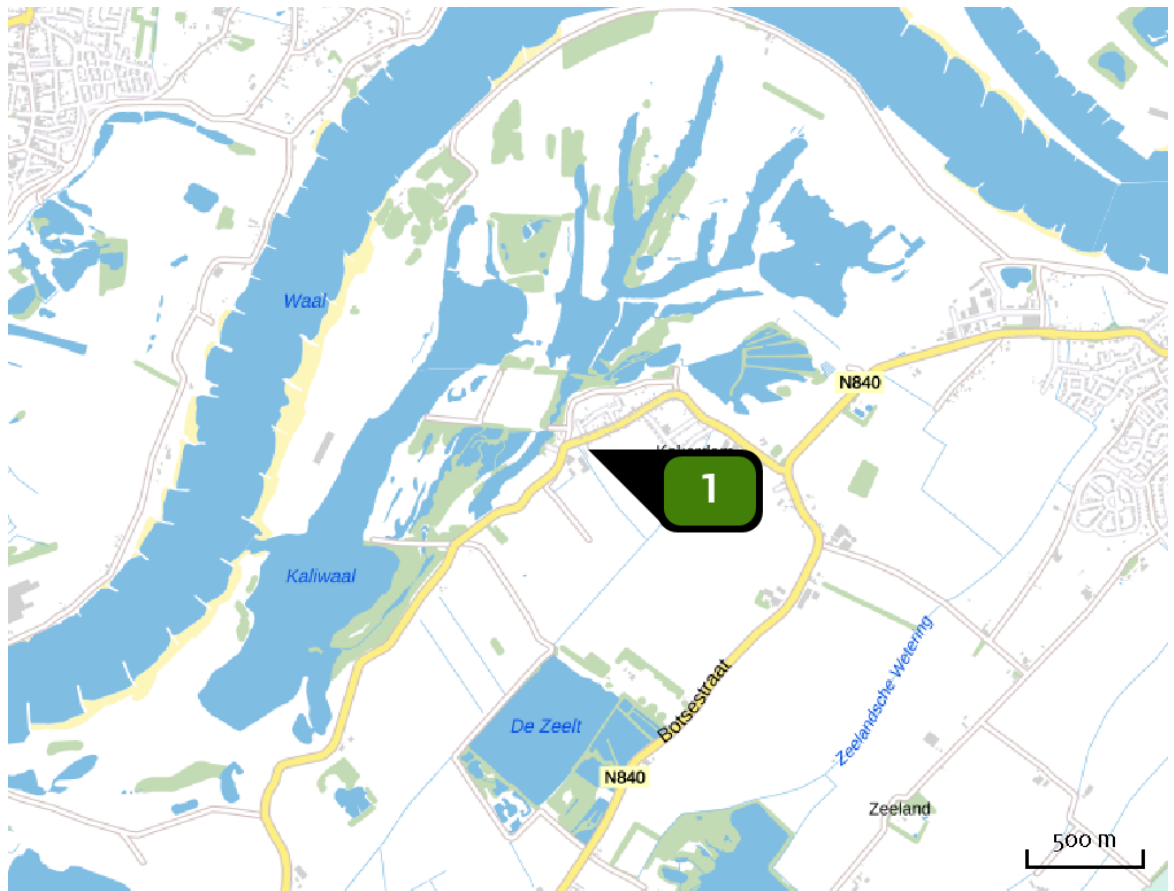 Waal
N840
1
Kaliwaal
Zeelandsche Wetering
Botsestraat
De Zeelt
N840
Zeeland
500 m